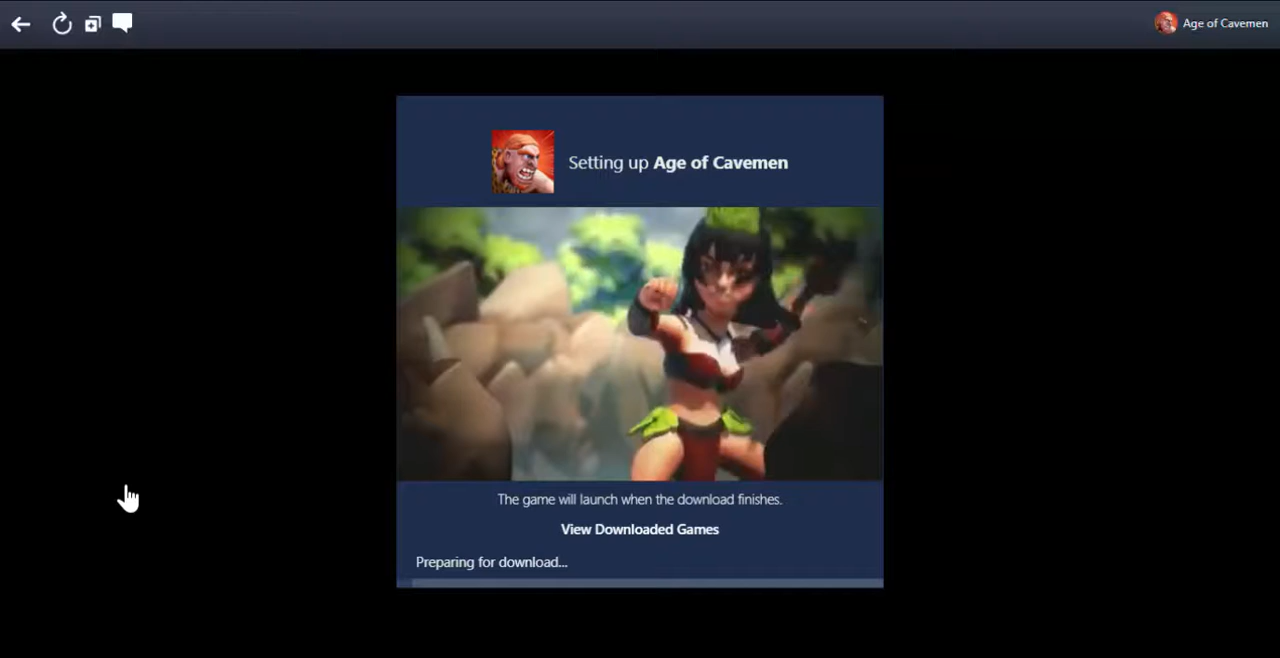 Age of Cavemen
Setting up Age of Cavemen
The game will launch when the download finishes.
View Downloaded Games
Preparing for download...